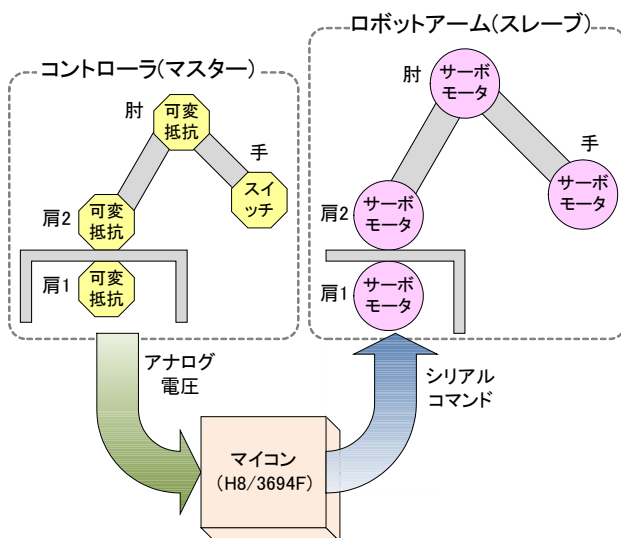 コントローラ(マスター)
肘
可変
抵抗
手
スイ
ッチ
肩2
可変
抵抗
肩1
可変
抵抗
ロボットアーム(スレーブ)
肘
サーボ
モータ
手
サーボ
モータ
肩2
サーボ
モータ
肩1
サーボ
モータ
アナログ
電圧
シリアル
コマンド
マイコン
(H8/3694F)